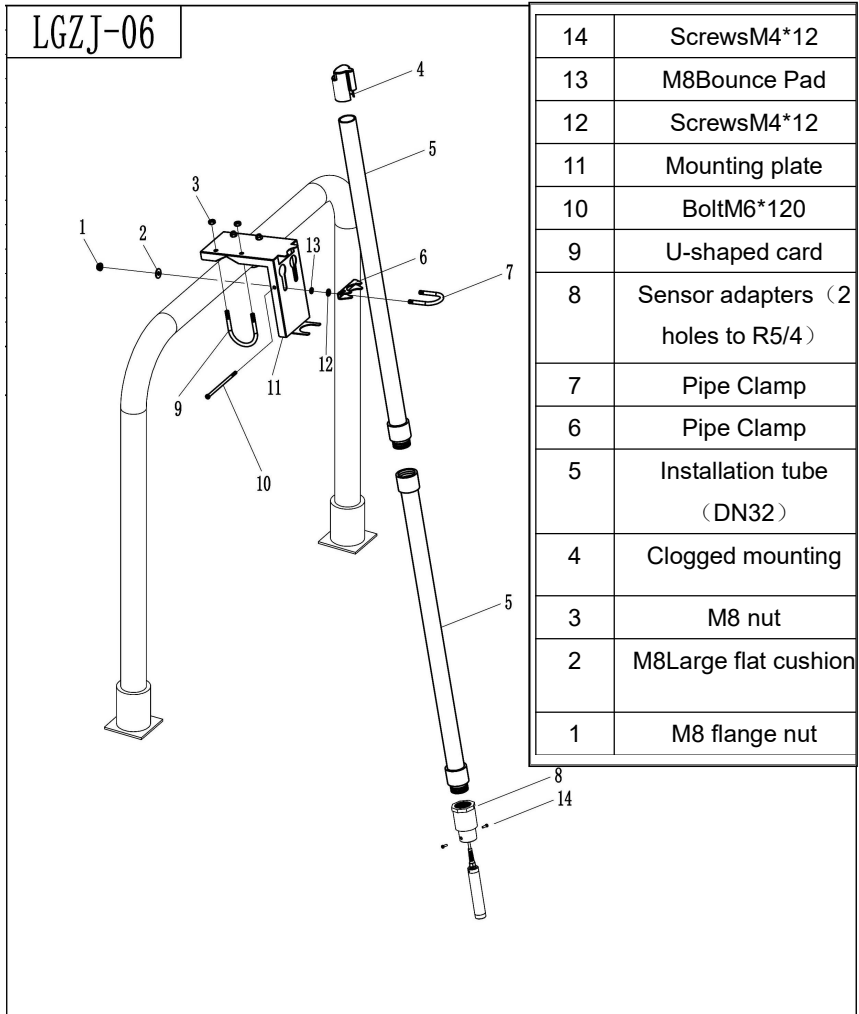 LGZJ-06
4
5
3
1
2
13
6
7
12
11
9
10
5
8
14
14 ScrewsM4*12
13 M8Bounce Pad
12 ScrewsM4*12
11 Mounting plate
10 BoltM6*120
9 U-shaped card
8 Sensor adapters（2
holes to R5/4）
7 Pipe Clamp
6 Pipe Clamp
5 Installation tube
（DN32）
4 Clogged mounting
3 M8 nut
2 M8Large flat cushion
1 M8 flange nut